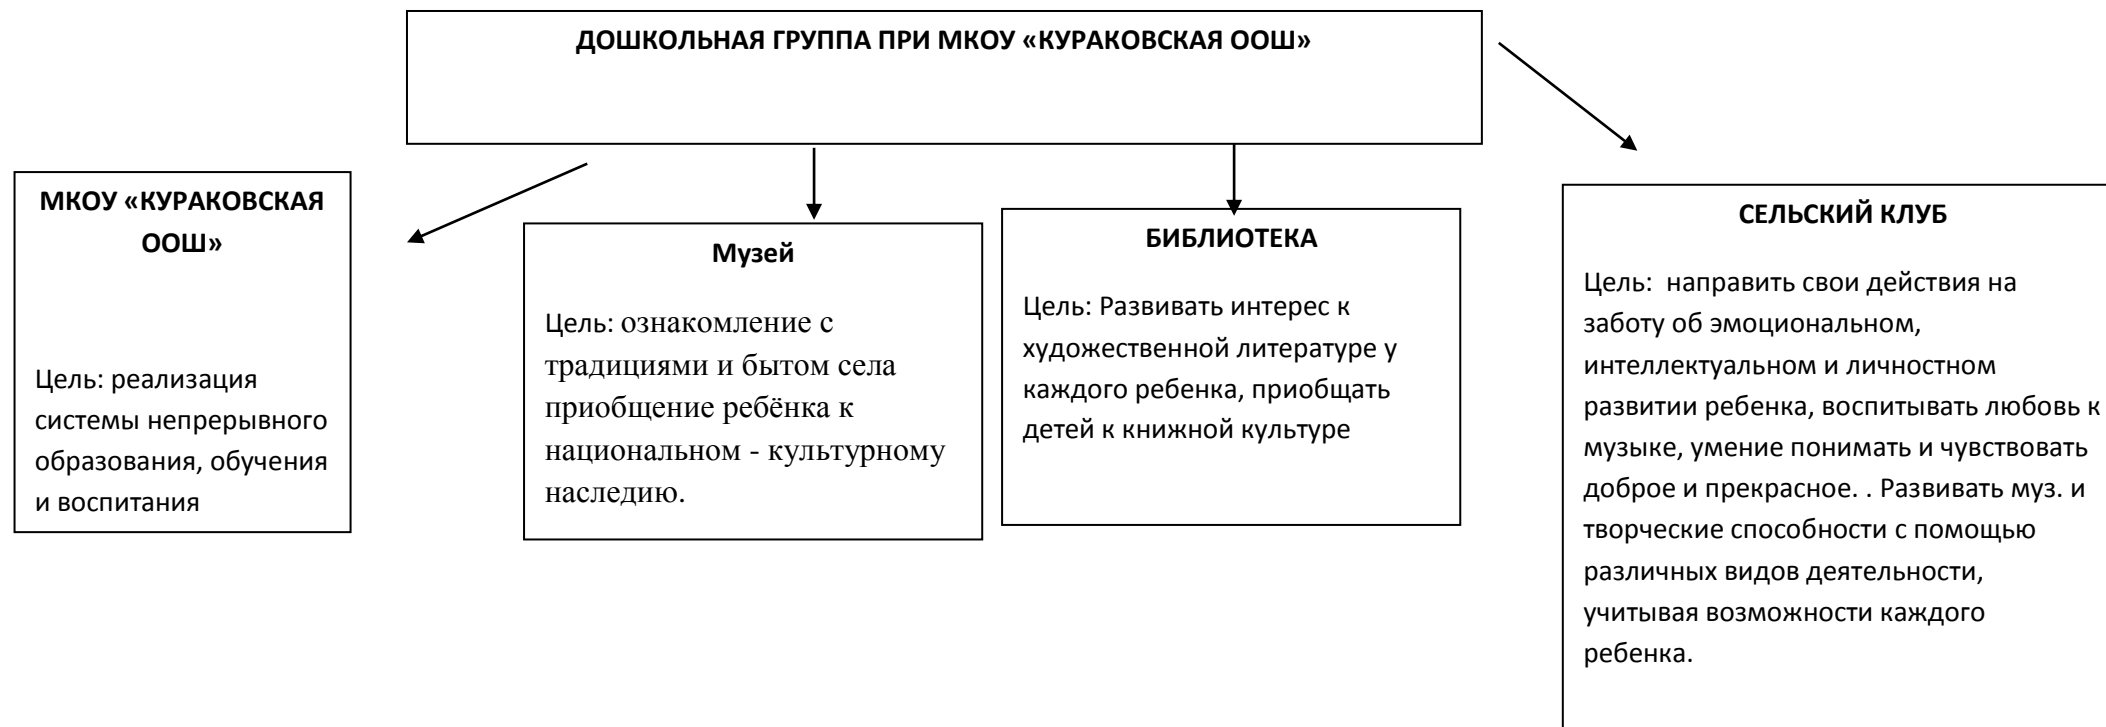 ДОШКОЛЬНАЯ ГРУППА ПРИ МКОУ «КУРАКОВСКАЯ ООШ»
МКОУ «КУРАКОВСКАЯ
ООШ»
Цель: реализация
системы непрерывного
образования, обучения
и воспитания
Музей
Цель: ознакомление с
традициями и бытом села
приобщение ребёнка к
национальном - культурному
наследию.
БИБЛИОТЕКА
Цель: Развивать интерес к
художественной литературе у
каждого ребенка, приобщать
детей к книжной культуре
СЕЛЬСКИЙ КЛУБ
Цель:  направить свои действия на
заботу об эмоциональном,
интеллектуальном и личностном
развитии ребенка, воспитывать любовь к
музыке, умение понимать и чувствовать
доброе и прекрасное. . Развивать муз. и
творческие способности с помощью
различных видов деятельности,
учитывая возможности каждого
ребенка.